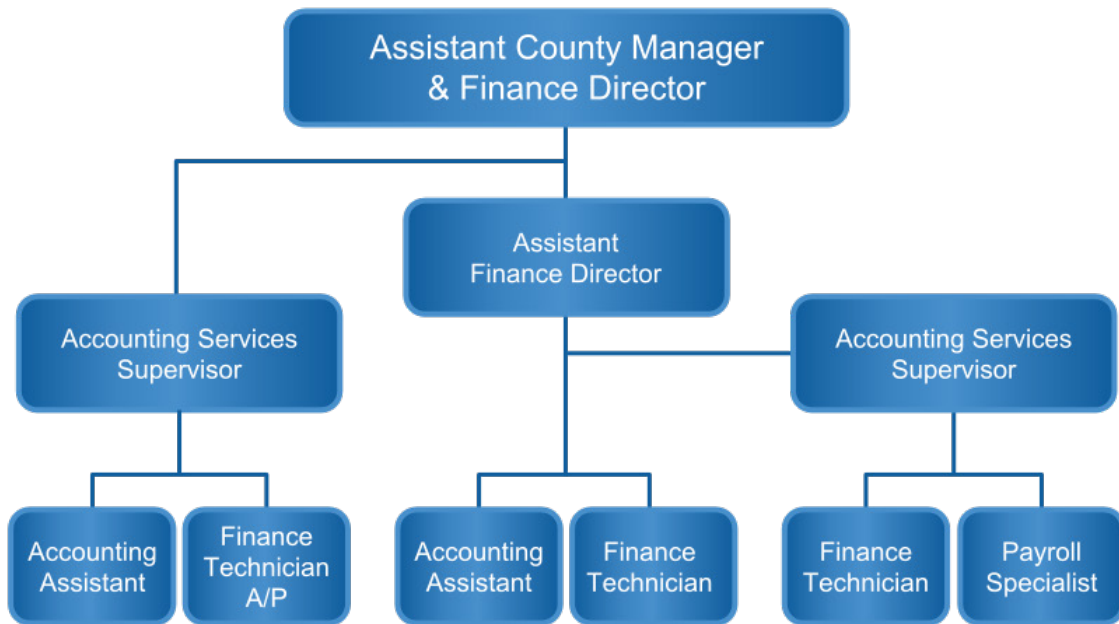 Assistant County Manager
& Finance Director
Assistant
Finance Director
Accounting Services
Supervisor
Accounting Services
Supervisor
Accounting
Assistant
Finance
Technician
A/P
Accounting
Assistant
Finance
Technician
Finance
Technician
Payroll
Specialist